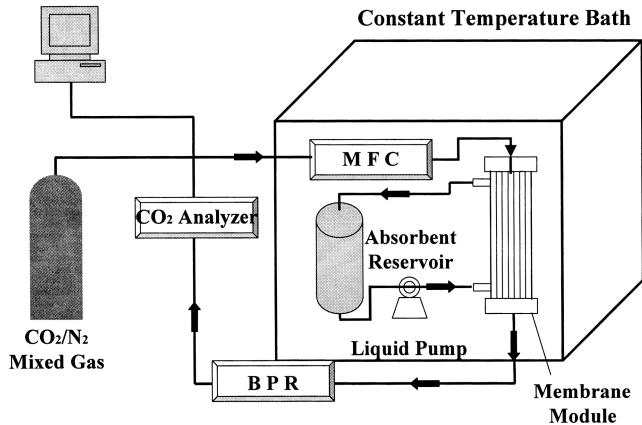 Constant Temperature Bath
M F C
CO₂ Analyzer
Absorbent
Reservoir
CO₂/N₂
Mixed Gas
Liquid Pump
B P R
Membrane
Module